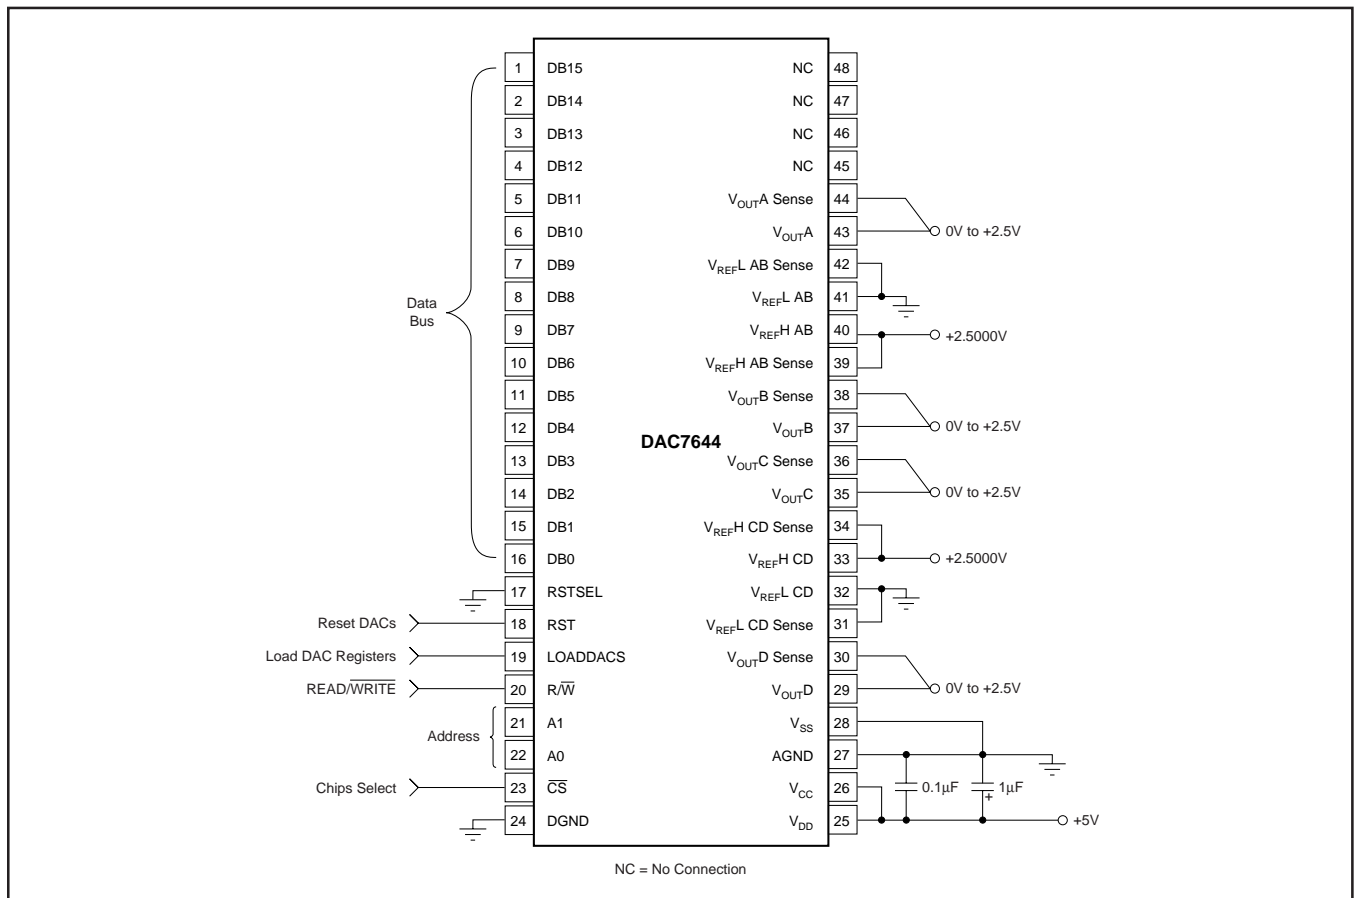 1 DB15 NC 48
2 DB14 NC 47
3 DB13 NC 46
4 DB12 NC 45
5 DB11 VOUTA Sense 44
6 DB10 VOUTA 43 0V to +2.5V
7 DB9 VREFL AB Sense 42
Data
Bus
8 DB8 VREFL AB 41
9 DB7 VREFH AB 40 +2.5000V
10 DB6 VREFH AB Sense 39
11 DB5 VOUTB Sense 38
12 DB4 VOUTB 37 0V to +2.5V
DAC7644
13 DB3 VOUTC Sense 36
14 DB2 VOUTC 35 0V to +2.5V
15 DB1 VREFH CD Sense 34
16 DB0 VREFH CD 33 +2.5000V
17 RSTSEL VREFL CD 32
Reset DACs 18 RST VREFL CD Sense 31
Load DAC Registers 19 LOADDACS VOUTD Sense 30
READ/W̅R̅I̅T̅E̅ 20 R/W̅ VOUTD 29 0V to +2.5V
21 A1 VSS 28
Address
22 A0 AGND 27
Chips Select 23 C̅S̅ VCC 26 0.1µF 1µF
+
24 DGND VDD 25 +5V
NC = No Connection